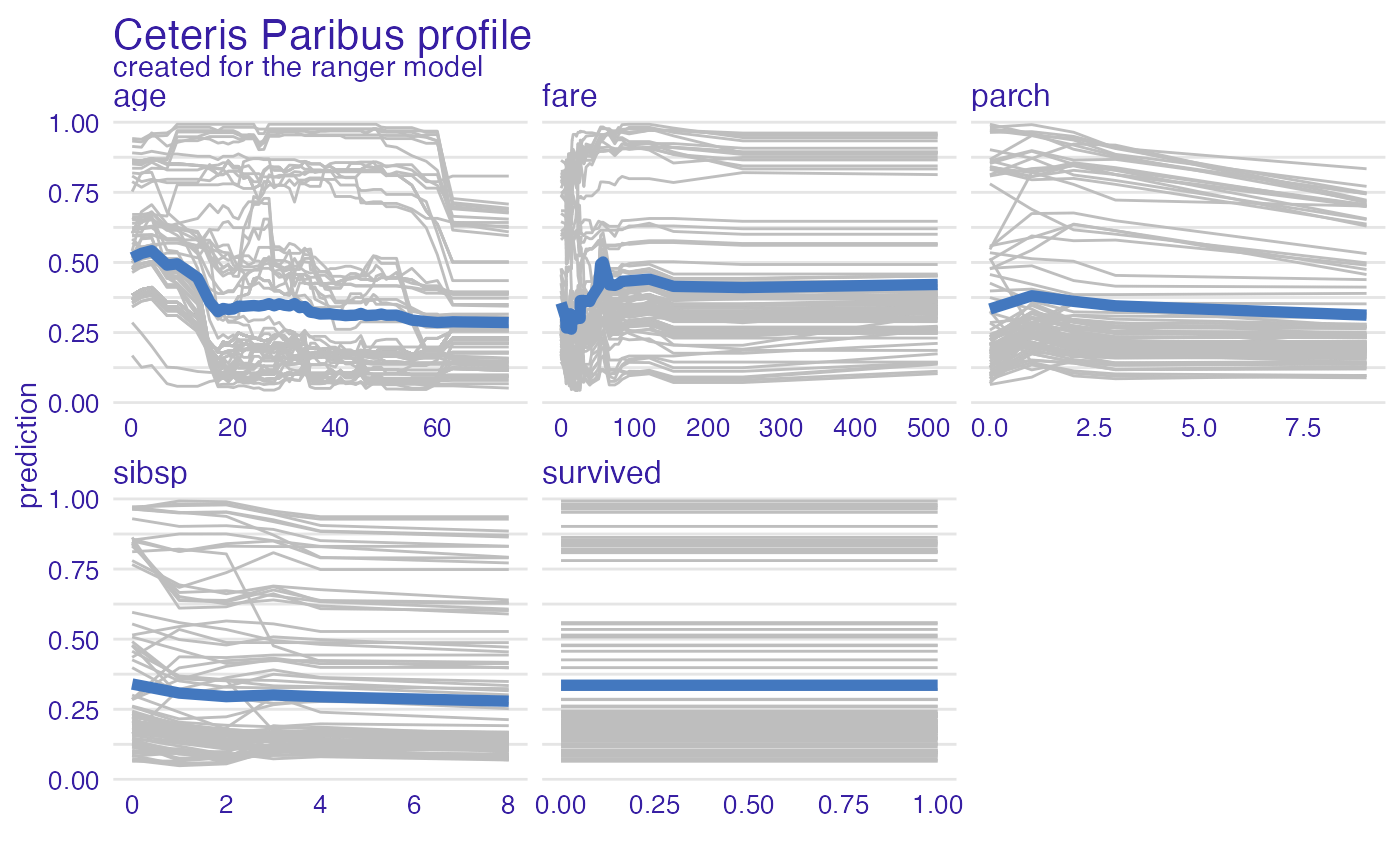 Ceteris Paribus profile
created for the ranger model
age
fare
parch
1.00
0.75
0.50
0.25
0.00
0 20 40 60
0 100 200 300 400 500
0.0 2.5 5.0 7.5
prediction
sibsp
survived
1.00
0.75
0.50
0.25
0.00
0 2 4 6 8
0.00 0.25 0.50 0.75 1.00